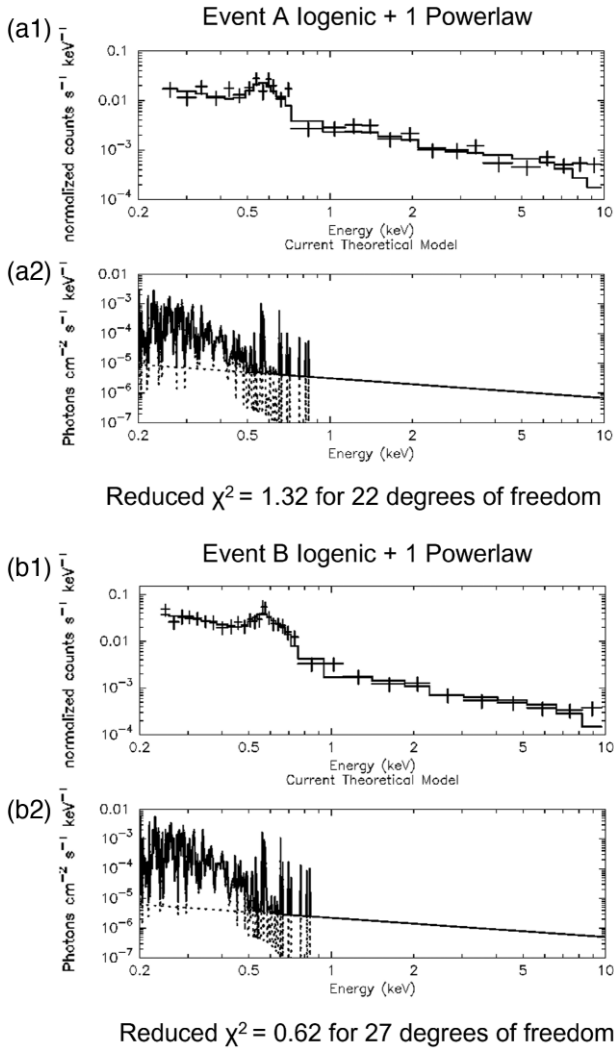 Event A Iogenic + 1 Powerlaw
(a1)
normalized counts s⁻¹ keV⁻¹
0.1
0.01
10⁻³
10⁻⁴
0.2 0.5 1 2 5 10
Energy (keV)
Current Theoretical Model
(a2)
Photons cm⁻² s⁻¹ keV⁻¹
0.01
10⁻³
10⁻⁴
10⁻⁵
10⁻⁶
10⁻⁷
0.2 0.5 1 2 5 10
Energy (keV)
Reduced χ² = 1.32 for 22 degrees of freedom
Event B Iogenic + 1 Powerlaw
(b1)
normalized counts s⁻¹ keV⁻¹
0.1
0.01
10⁻³
10⁻⁴
0.2 0.5 1 2 5 10
Energy (keV)
Current Theoretical Model
(b2)
Photons cm⁻² s⁻¹ keV⁻¹
0.01
10⁻³
10⁻⁴
10⁻⁵
10⁻⁶
10⁻⁷
0.2 0.5 1 2 5 10
Energy (keV)
Reduced χ² = 0.62 for 27 degrees of freedom